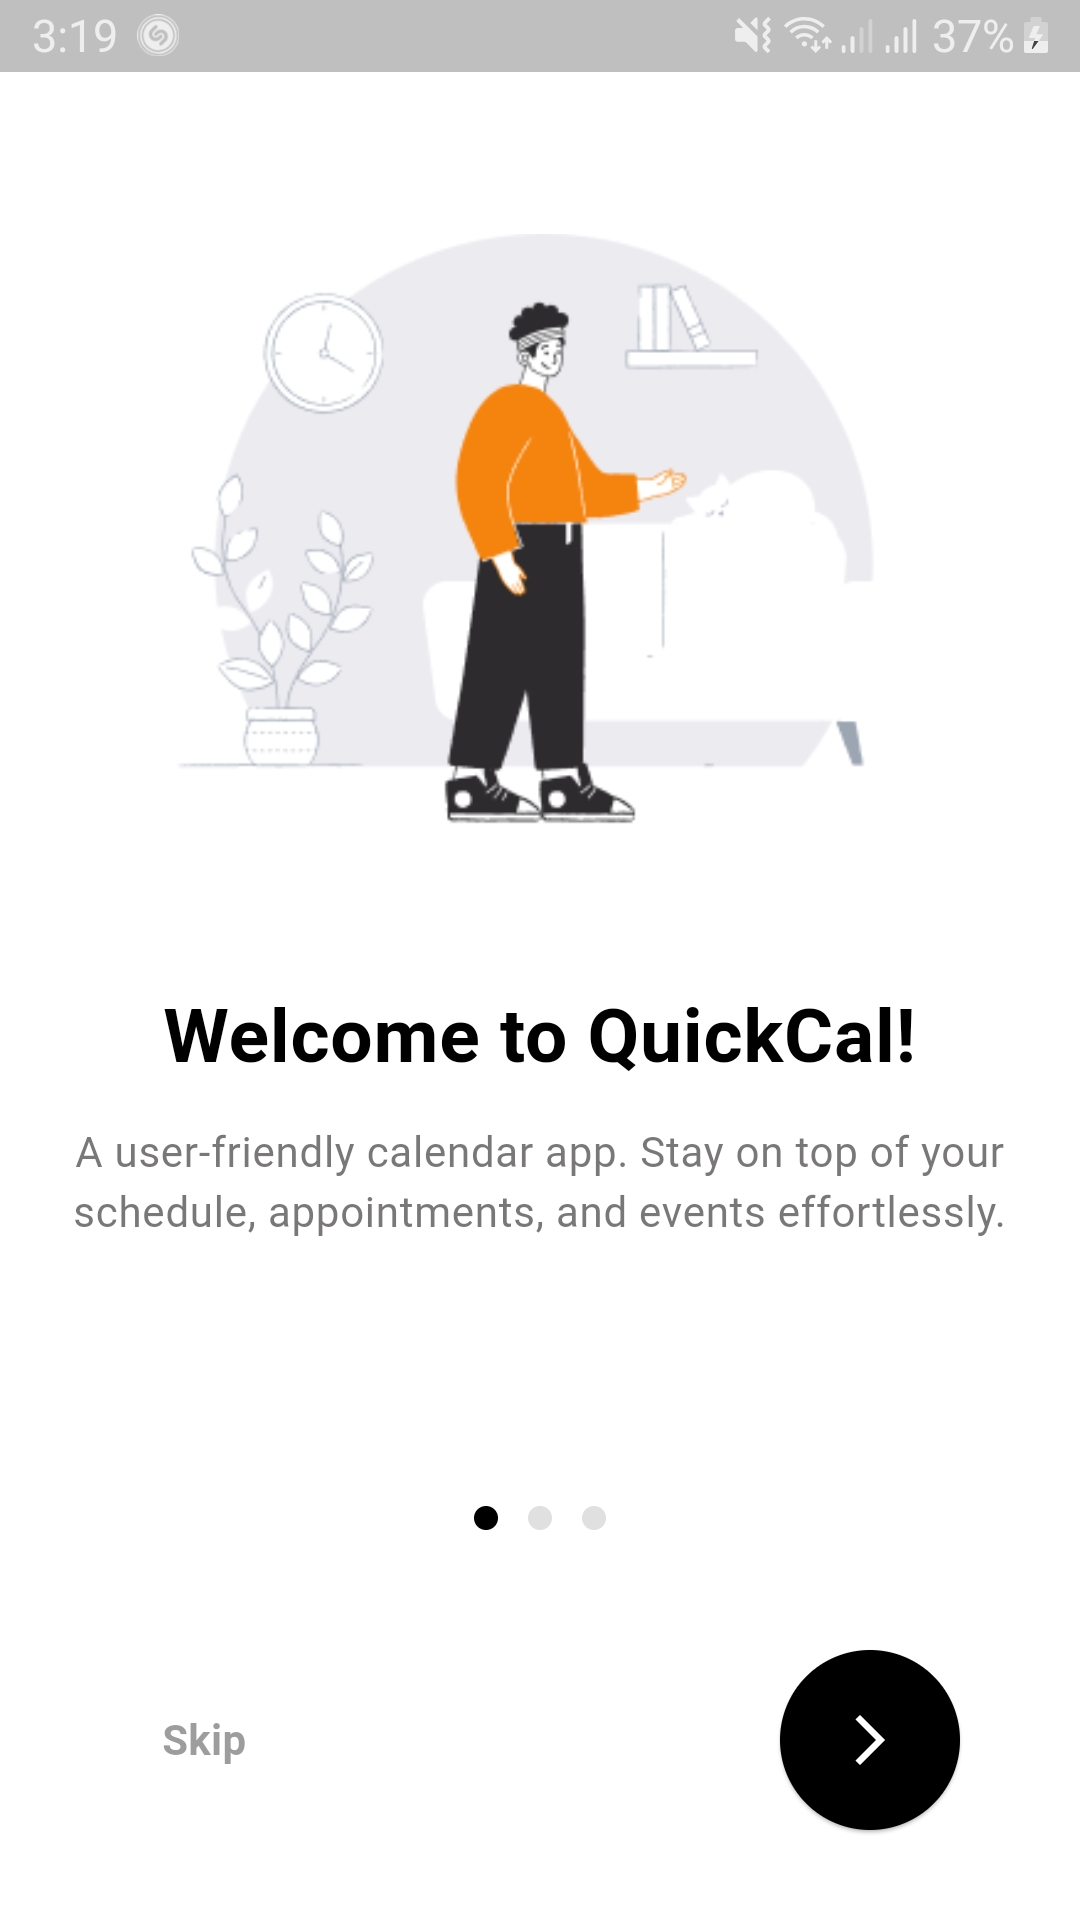 3:19 37%
Welcome to QuickCal!
A user-friendly calendar app. Stay on top of your
schedule, appointments, and events effortlessly.
Skip